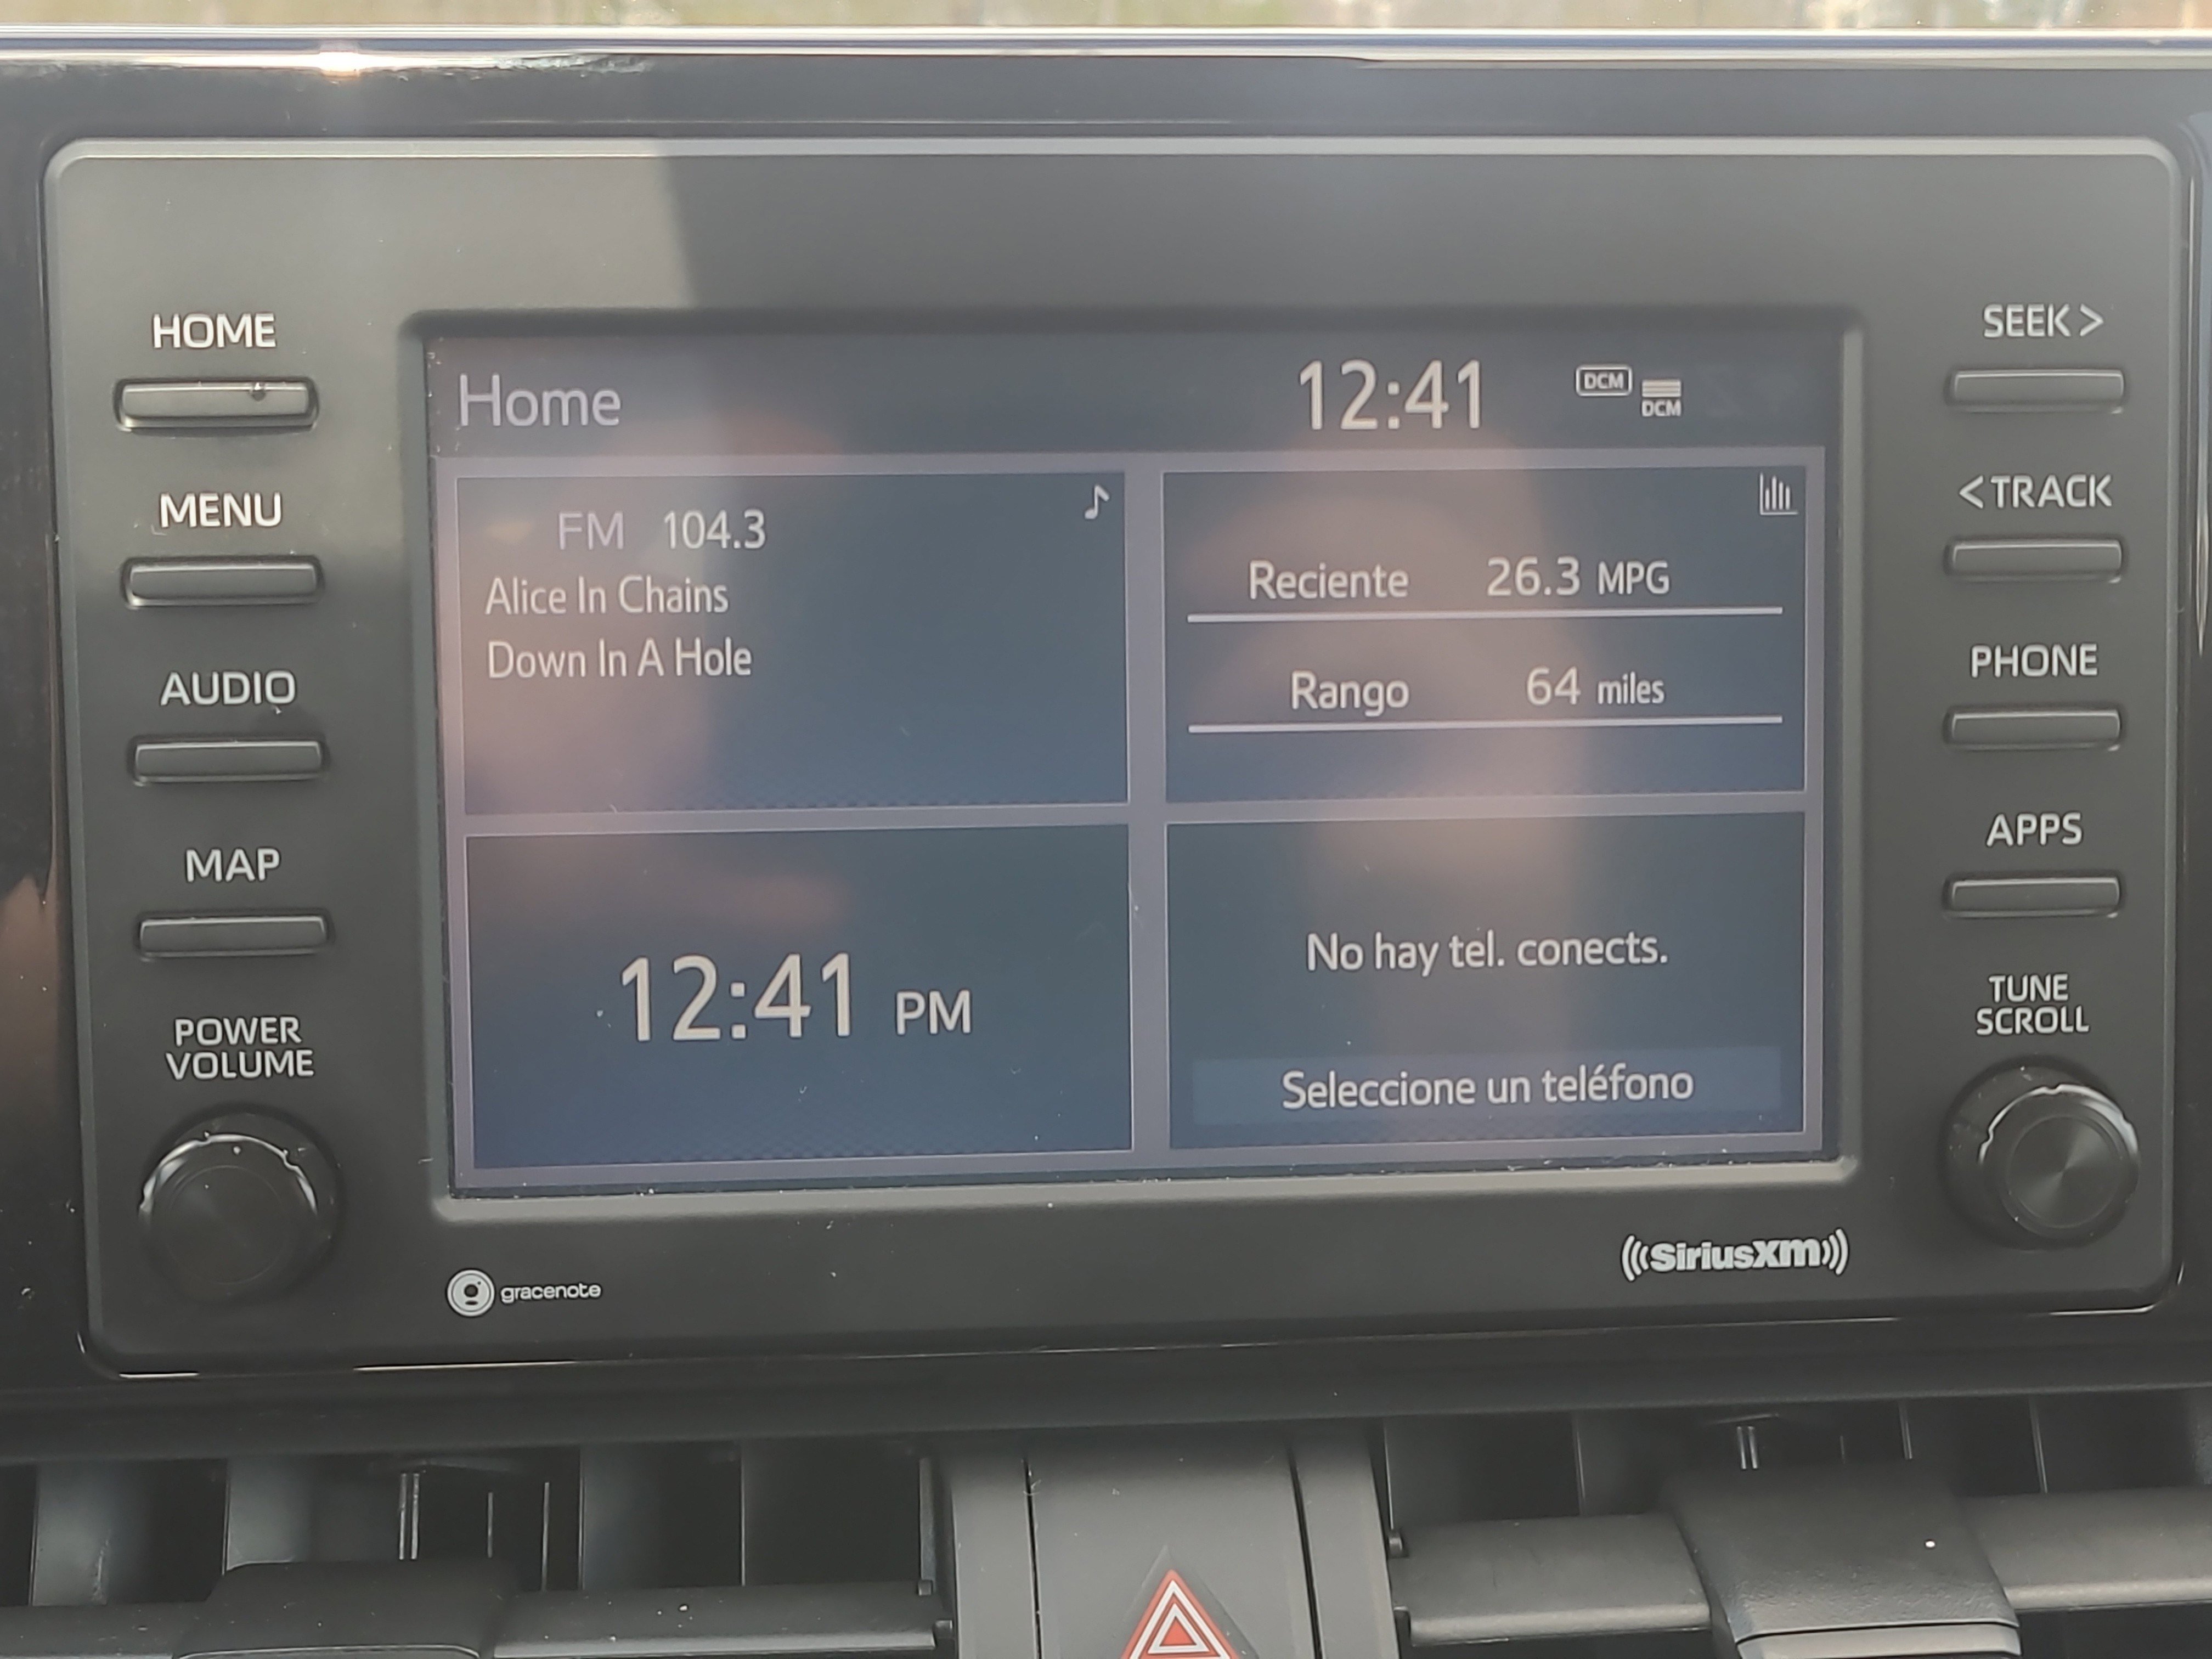 HOME
MENU
AUDIO
MAP
POWER
VOLUME
Home
12:41
DCM
DCM
FM 104.3
Alice In Chains
Down In A Hole
Reciente 26.3 MPG
Rango 64 miles
12:41 PM
No hay tel. conects.
Seleccione un teléfono
SEEK >
< TRACK
PHONE
APPS
TUNE
SCROLL
gracenote
((SiriusXM))